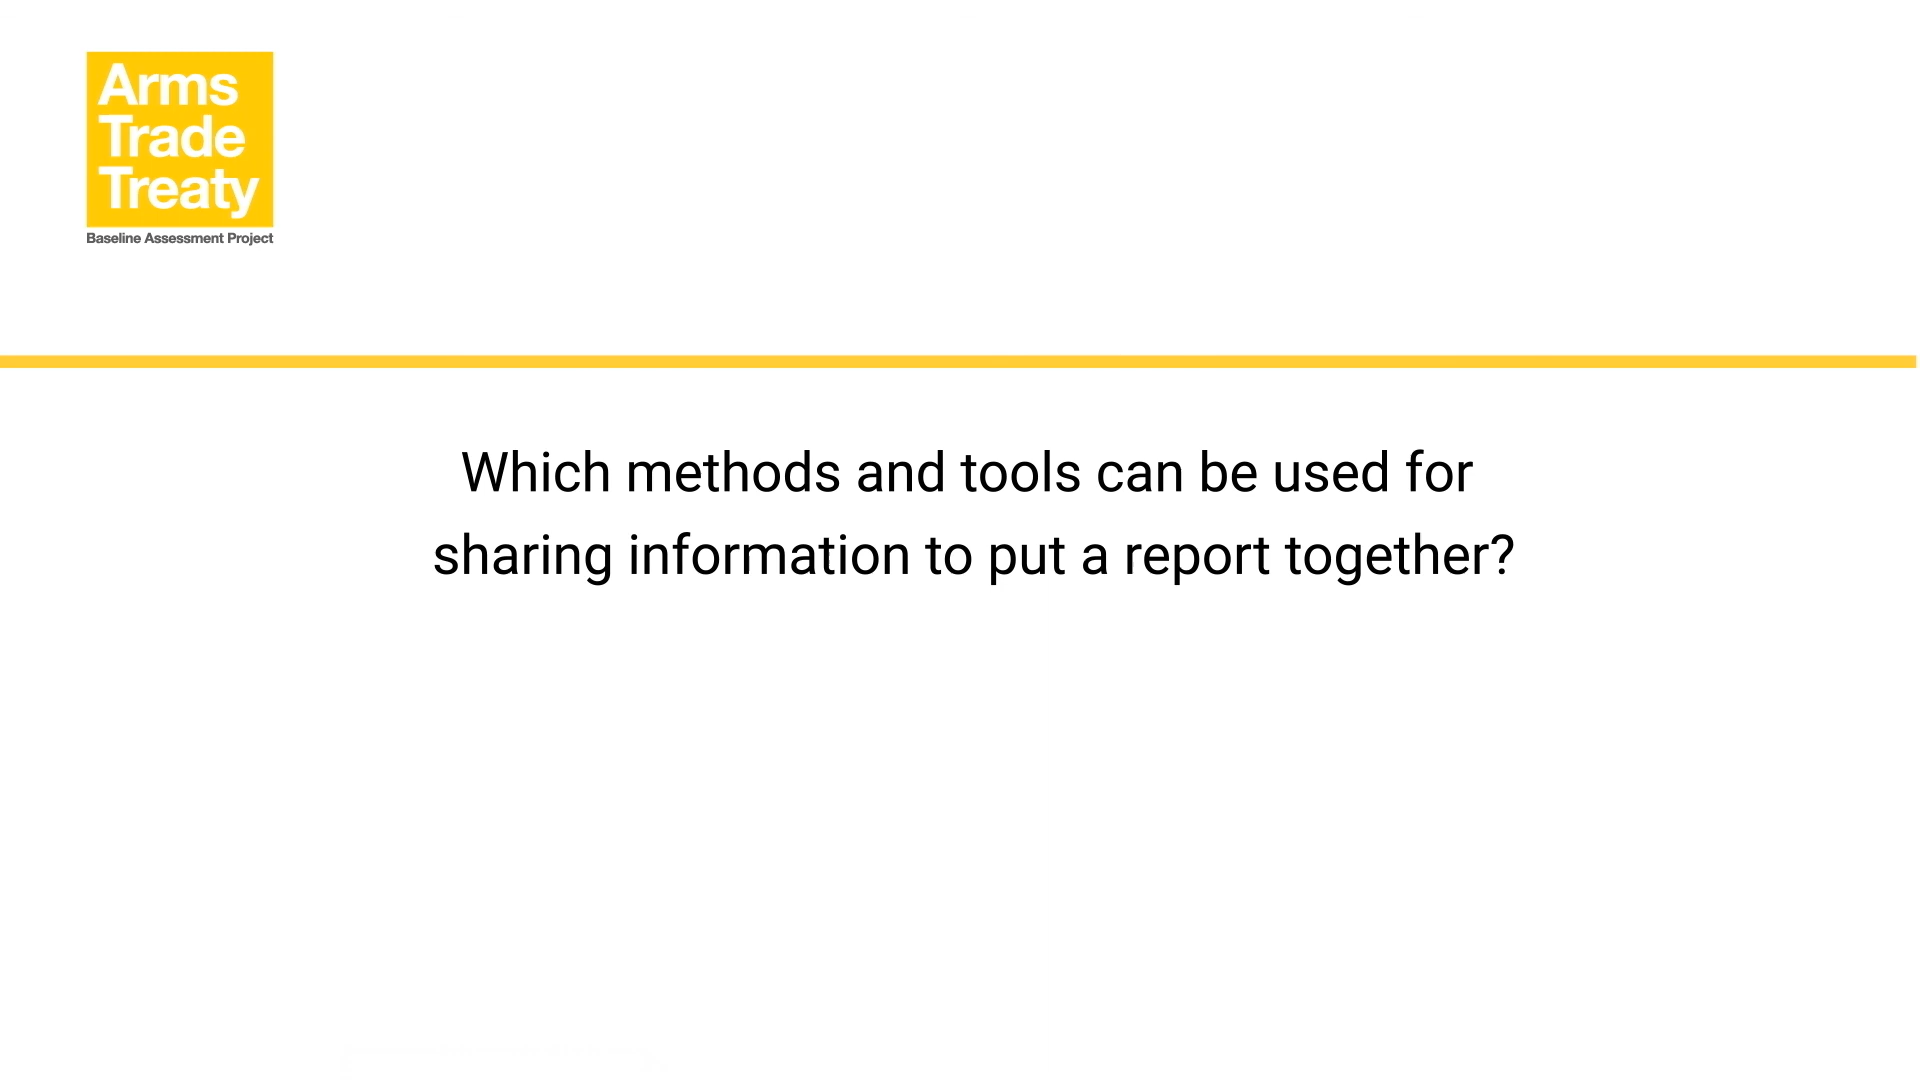 Arms
Trade
Treaty
Baseline Assessment Project
Which methods and tools can be used for
sharing information to put a report together?